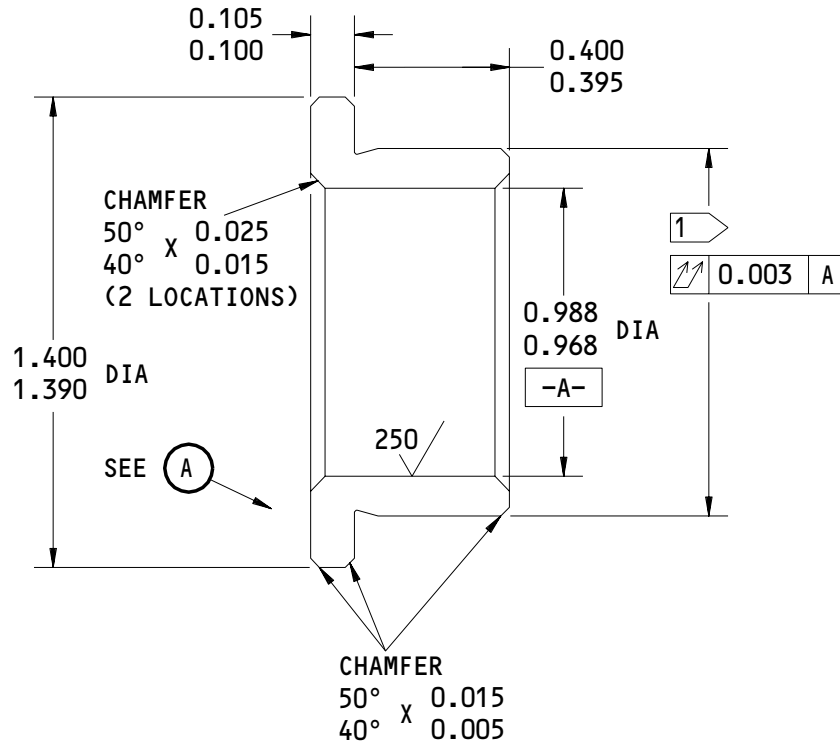 0.105
0.100
0.400
0.395
CHAMFER
50° X 0.025
40° 0.015
(2 LOCATIONS)
1
0.003 A
0.988 DIA
0.968
-A-
1.400 DIA
1.390
250
SEE A
CHAMFER
50° X 0.015
40° 0.005